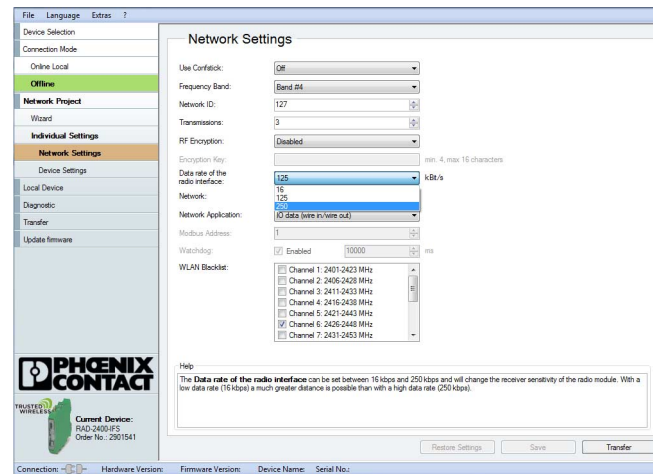 File Language Extras ?
Device Selection
Connection Mode
Online Local
Offline
Network Project
Wizard
Individual Settings
Network Settings
Device Settings
Local Device
Diagnostic
Transfer
Update firmware
PHŒNIX
CONTACT
TRUSTED
WIRELESS
Current Device:
RAD-2400-IFS
Order No.: 2901541
Network Settings
Use Confstick: Off
Frequency Band: Band #4
Network ID: 127
Transmissions: 3
RF Encryption: Disabled
Encryption Key: min. 4, max 16 characters
Data rate of the
radio interface: 125 kBit/s
16
125
250
Network:
Network Application: IO data (wire in/wire out)
Modbus Address: 1
Watchdog: Enabled 10000 ms
WLAN Blacklist:
Channel 1: 2401-2423 MHz
Channel 2: 2406-2428 MHz
Channel 3: 2411-2433 MHz
Channel 4: 2416-2438 MHz
Channel 5: 2421-2443 MHz
Channel 6: 2426-2448 MHz
Channel 7: 2431-2453 MHz
Help
The Data rate of the radio interface can be set between 16 kbps and 250 kbps and will change the receiver sensitivity of the radio module. With a
low data rate (16 kbps) a much greater distance is possible than with a high data rate (250 kbps).
Restore Settings Save Transfer
Connection: Hardware Version: Firmware Version: Device Name: Serial No.: